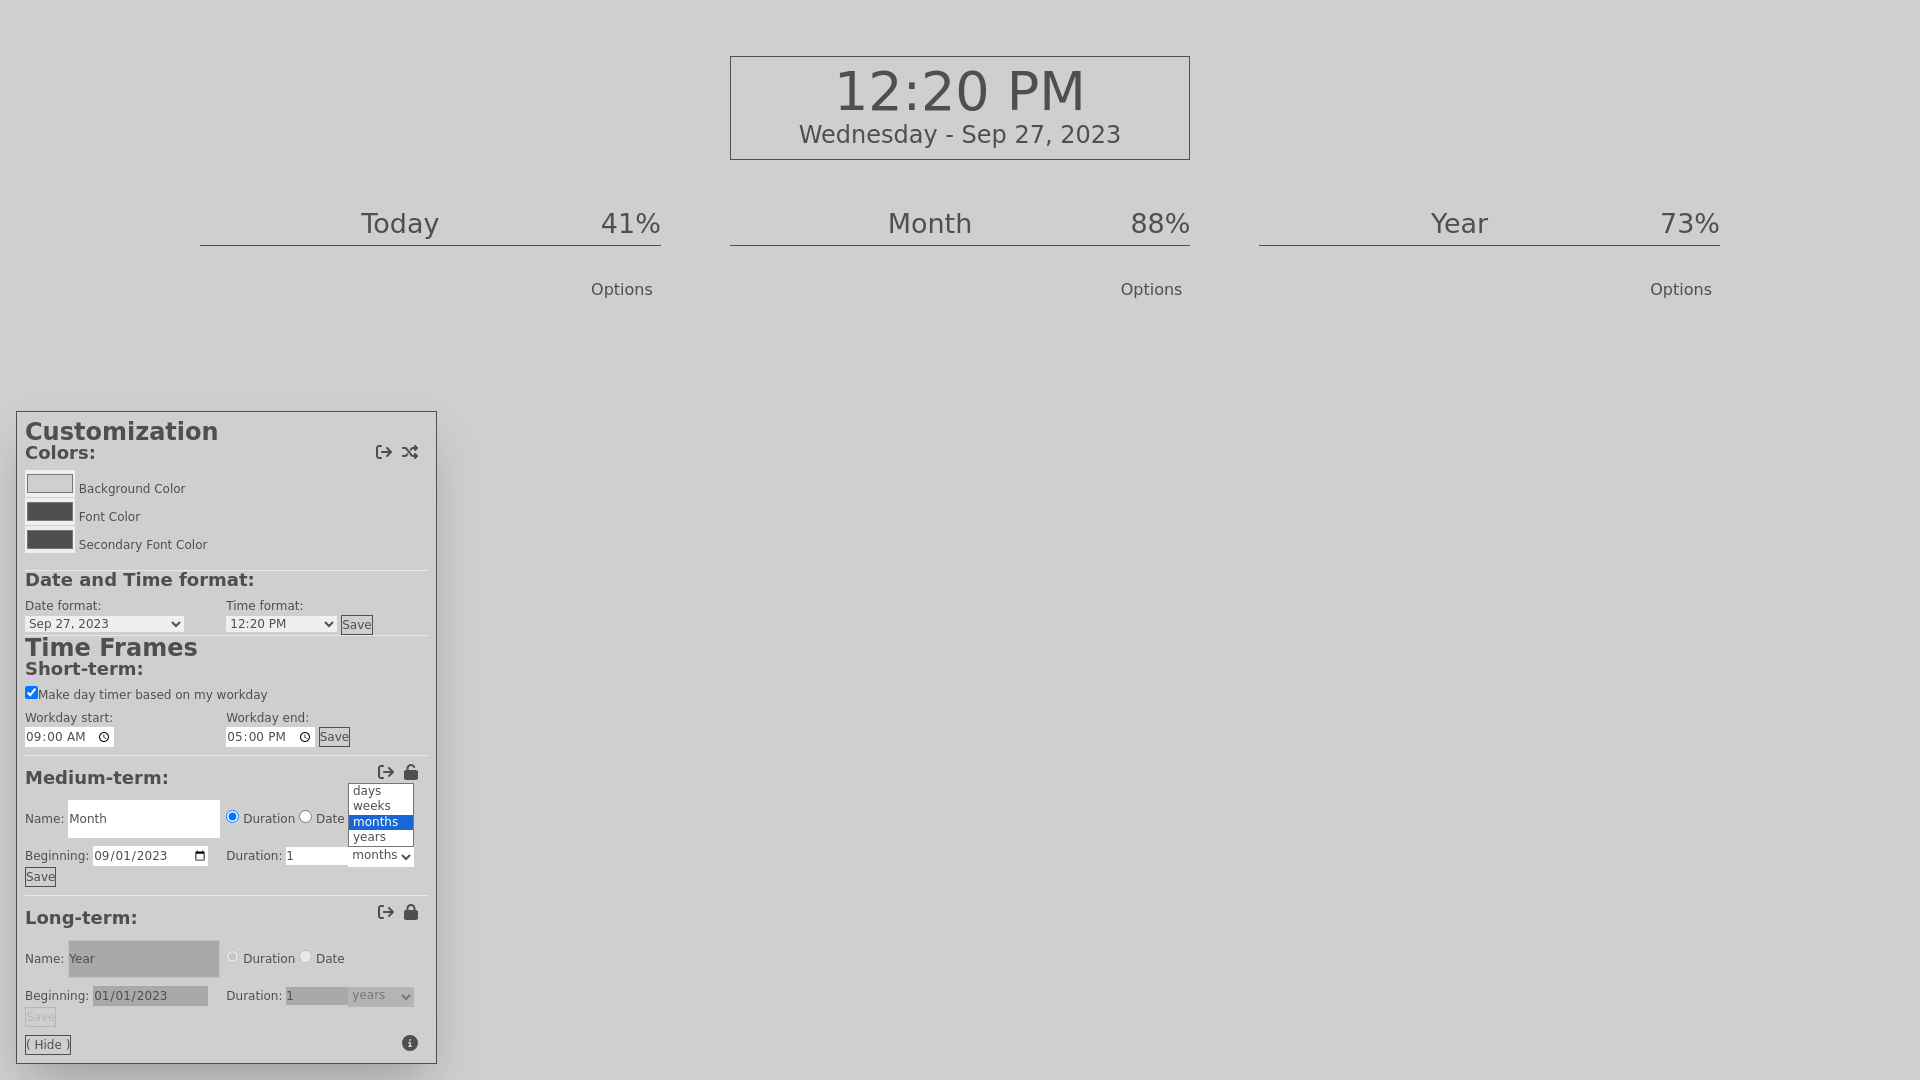 12:20 PM
Wednesday - Sep 27, 2023
Today 41%
Month 88%
Year 73%
Options
Options
Options
Customization
Colors:
Background Color
Font Color
Secondary Font Color
Date and Time format:
Date format:
Time format:
Sep 27, 2023
12:20 PM
Save
Time Frames
Short-term:
Make day timer based on my workday
Workday start:
Workday end:
09:00 AM
05:00 PM
Save
Medium-term:
days
weeks
months
years
Name: Month
Duration
Date
Beginning: 09/01/2023
Duration: 1
months
Save
Long-term:
Name: Year
Duration
Date
Beginning: 01/01/2023
Duration: 1
years
Save
( Hide )